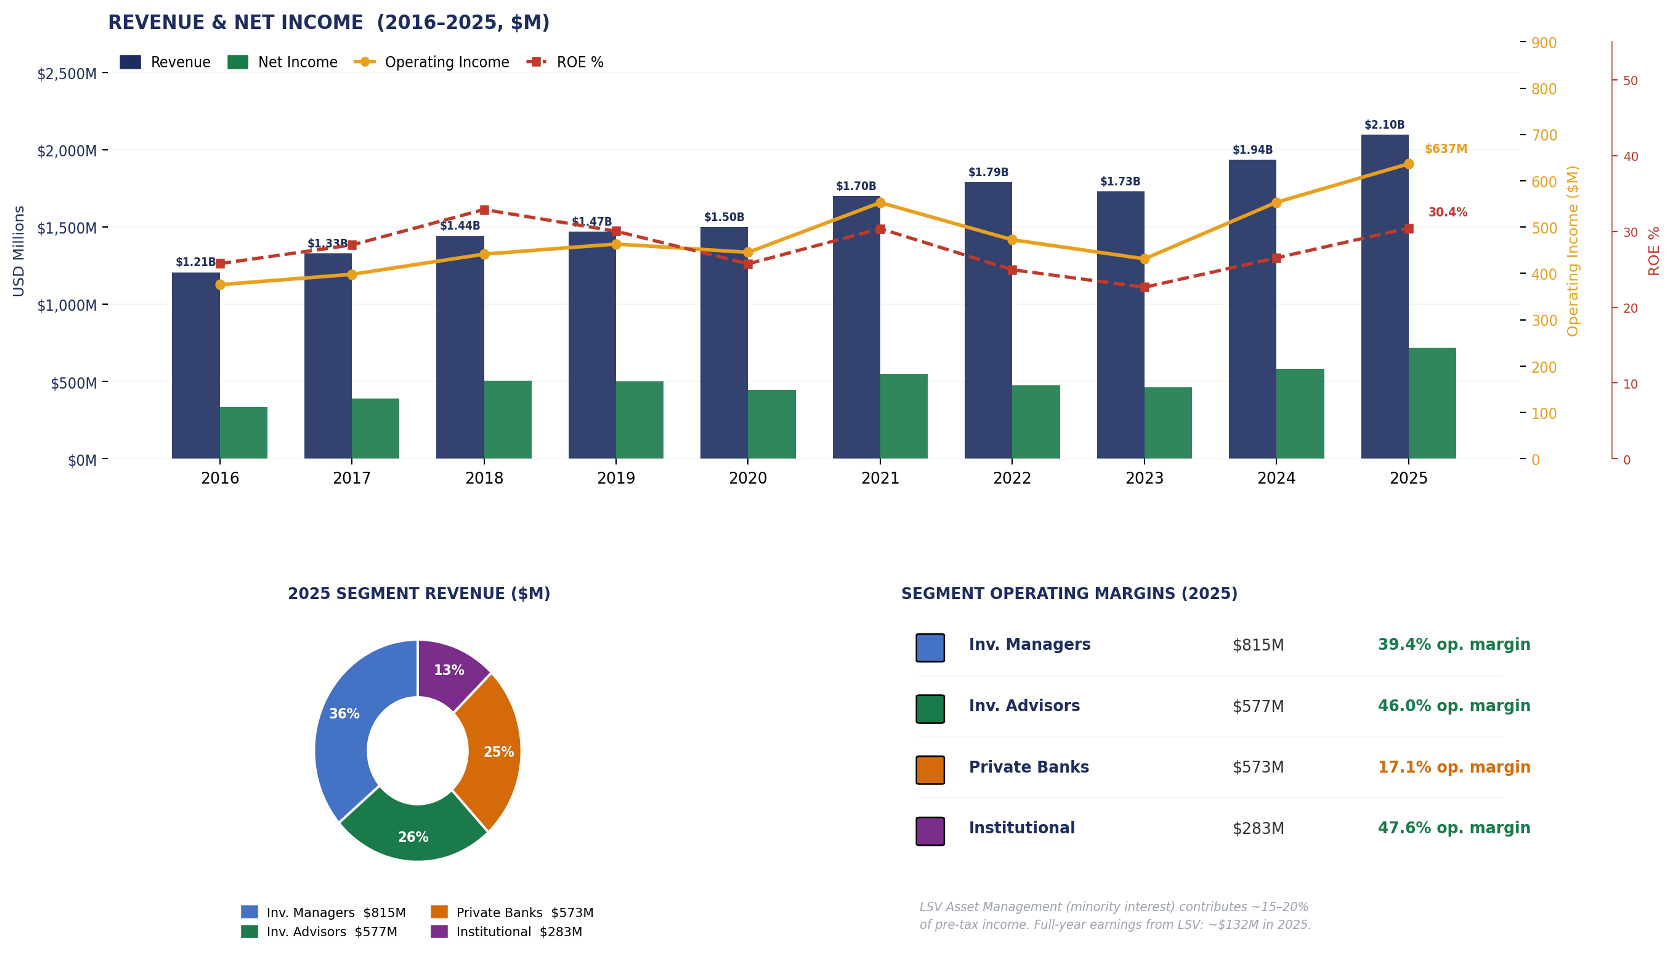 REVENUE & NET INCOME  (2016–2025, $M)
Revenue  Net Income  Operating Income  ROE %
$2,500M
$2,000M
$1,500M
$1,000M
$500M
$0M
USD Millions
$1.21B
$1.33B
$1.44B
$1.47B
$1.50B
$1.70B
$1.79B
$1.73B
$1.94B
$2.10B
$637M
30.4%
900
800
700
600
500
400
300
200
100
0
Operating Income ($M)
50
40
30
20
10
0
ROE %
2016  2017  2018  2019  2020  2021  2022  2023  2024  2025
2025 SEGMENT REVENUE ($M)
13%
36%
25%
26%
Inv. Managers  $815M  Private Banks  $573M
Inv. Advisors  $577M  Institutional  $283M
SEGMENT OPERATING MARGINS (2025)
Inv. Managers  $815M  39.4% op. margin
Inv. Advisors  $577M  46.0% op. margin
Private Banks  $573M  17.1% op. margin
Institutional  $283M  47.6% op. margin
LSV Asset Management (minority interest) contributes ~15–20%
of pre-tax income. Full-year earnings from LSV: ~$132M in 2025.